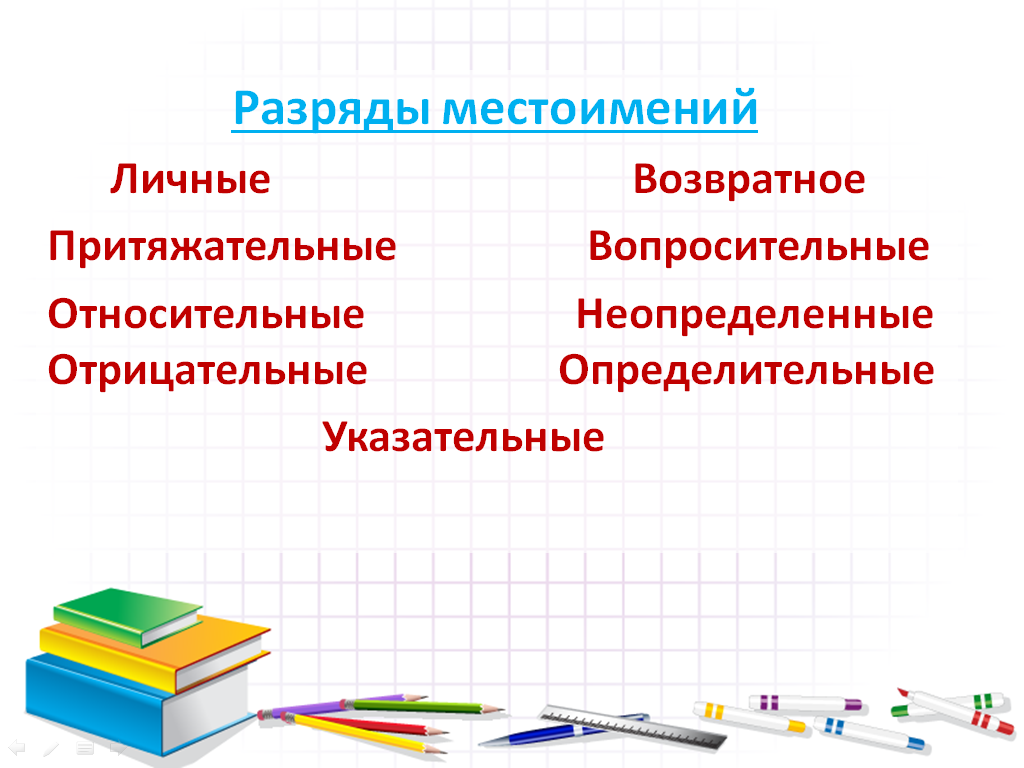 Разряды местоимений
Личные Возвратное
Притяжательные Вопросительные
Относительные Неопределенные
Отрицательные Определительные
Указательные